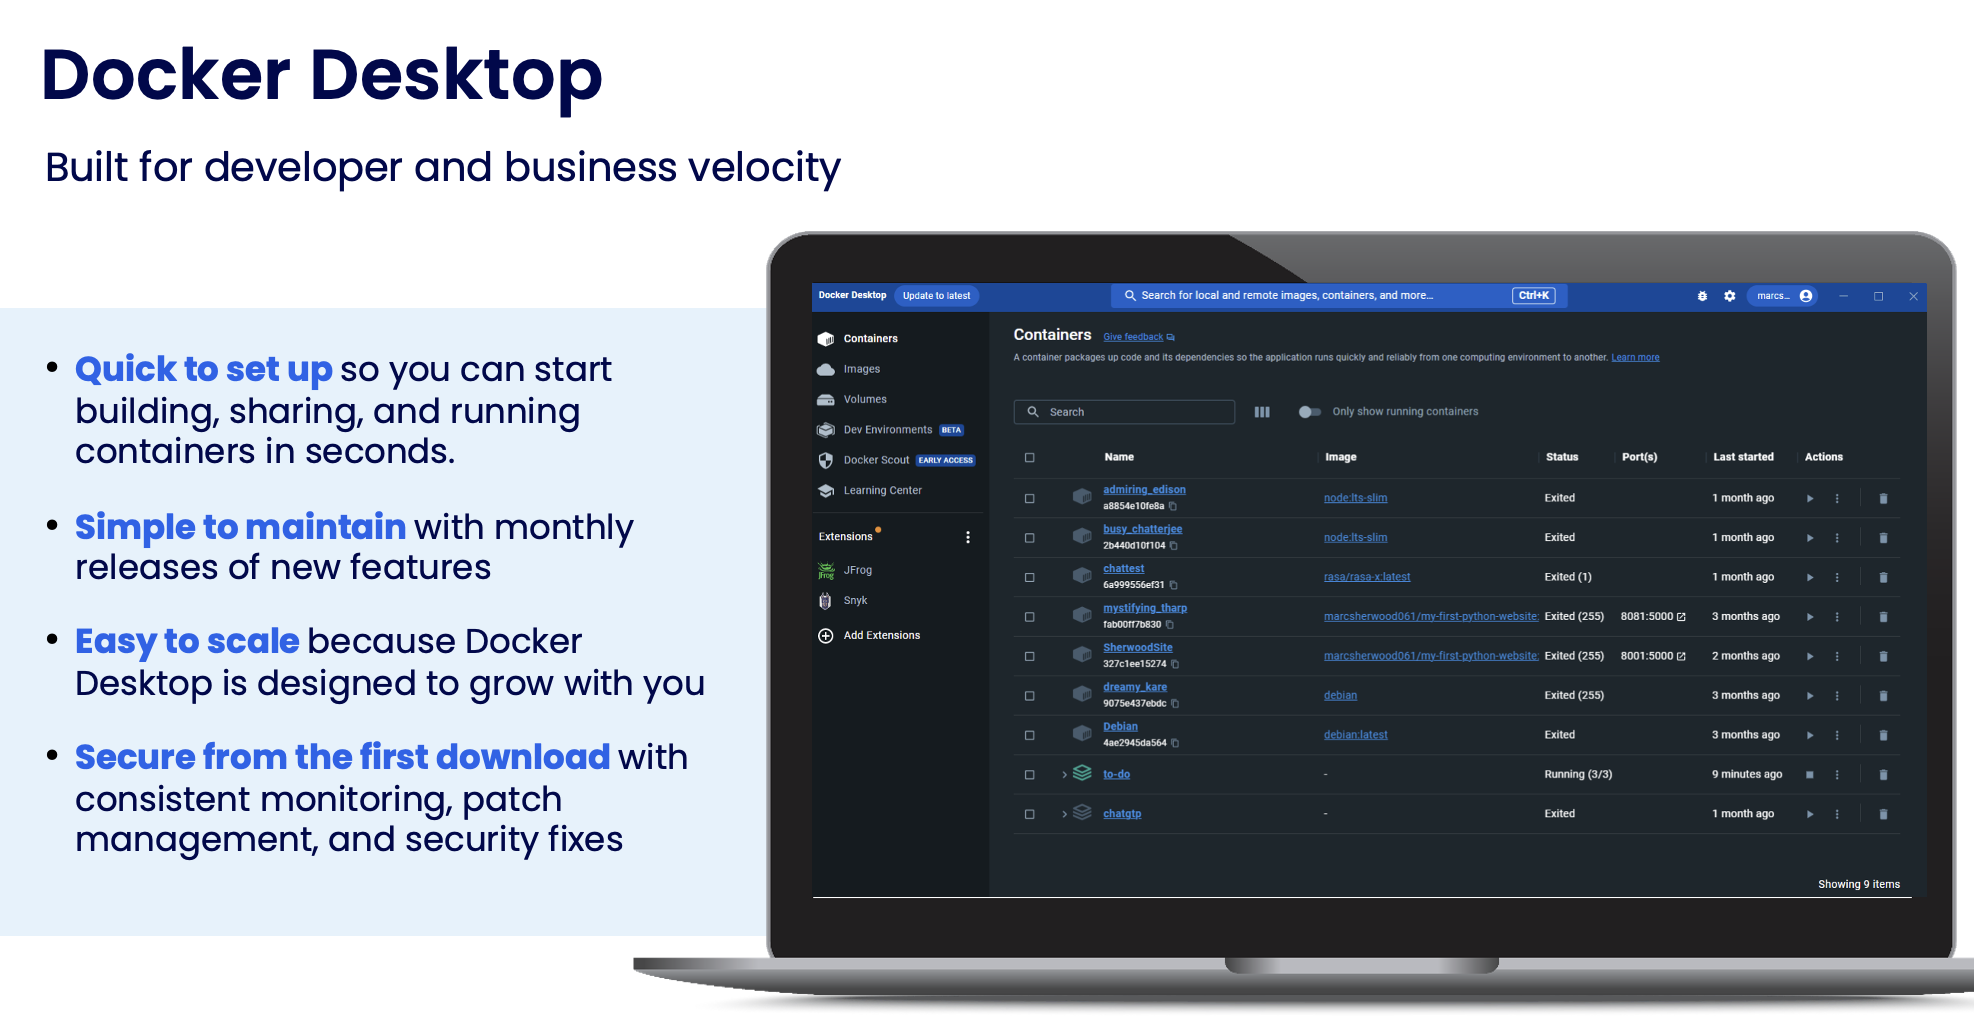 Docker Desktop
Built for developer and business velocity
• Quick to set up so you can start
building, sharing, and running
containers in seconds.
• Simple to maintain with monthly
releases of new features
• Easy to scale because Docker
Desktop is designed to grow with you
• Secure from the first download with
consistent monitoring, patch
management, and security fixes
Docker Desktop Update to latest Search for local and remote images, containers, and more... Ctrl+K marcs...
Containers
Images
Volumes
Dev Environments BETA
Docker Scout EARLY ACCESS
Learning Center
Extensions
JFrog
Snyk
Add Extensions
Containers Give feedback
A container packages up code and its dependencies so the application runs quickly and reliably from one computing environment to another. Learn more
Search Only show running containers
Name Image Status Port(s) Last started Actions
admiring_edison
a8854e10fe8a
node:lts-slim Exited 1 month ago
busy_chatterjee
2b440d10f104
node:lts-slim Exited 1 month ago
chattest
6a999556ef31
rasa/rasa-x:latest Exited (1) 1 month ago
mystifying_tharp
fab00ff7b830
marcsherwood061/my-first-python-website: Exited (255) 8081:5000 3 months ago
SherwoodSite
327c1ee15274
marcsherwood061/my-first-python-website: Exited (255) 8001:5000 2 months ago
dreamy_kare
9075e437ebdc
debian Exited (255) 3 months ago
Debian
4ae2945da564
debian:latest Exited 3 months ago
to-do - Running (3/3) 9 minutes ago
chatgtp - Exited 1 month ago
Showing 9 items